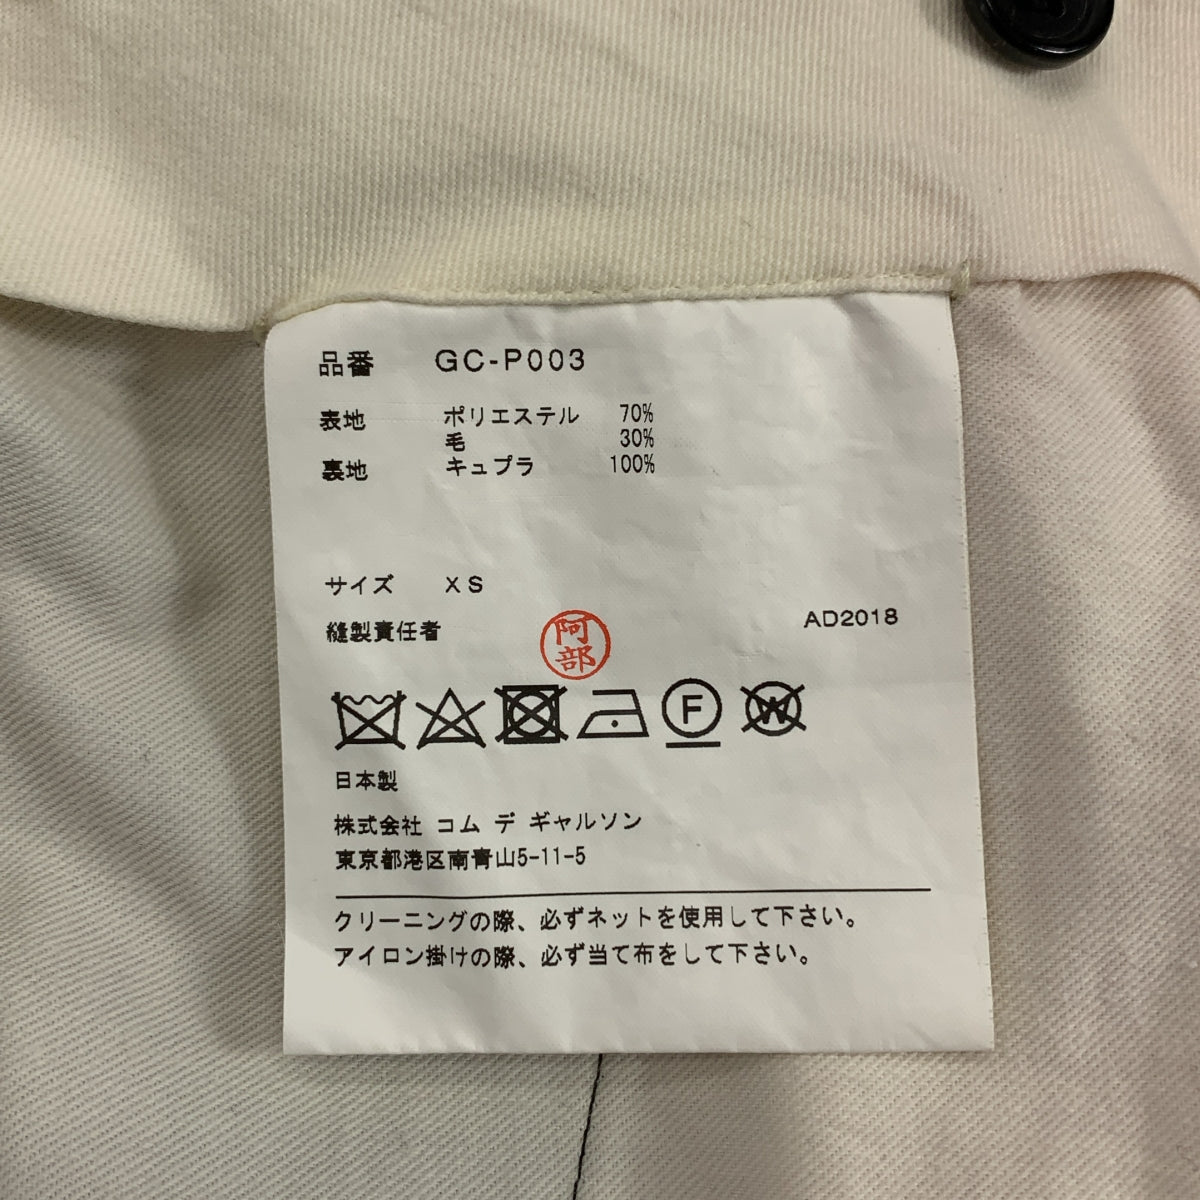 品番 GC-P003
表地 ポリエステル 70%
毛 30%
裏地 キュプラ 100%
サイズ XS
縫製責任者 阿部 AD2018
F W
日本製
株式会社 コム デ ギャルソン
東京都港区南青山5-11-5
クリーニングの際、必ずネットを使用して下さい。
アイロン掛けの際、必ず当て布をして下さい。